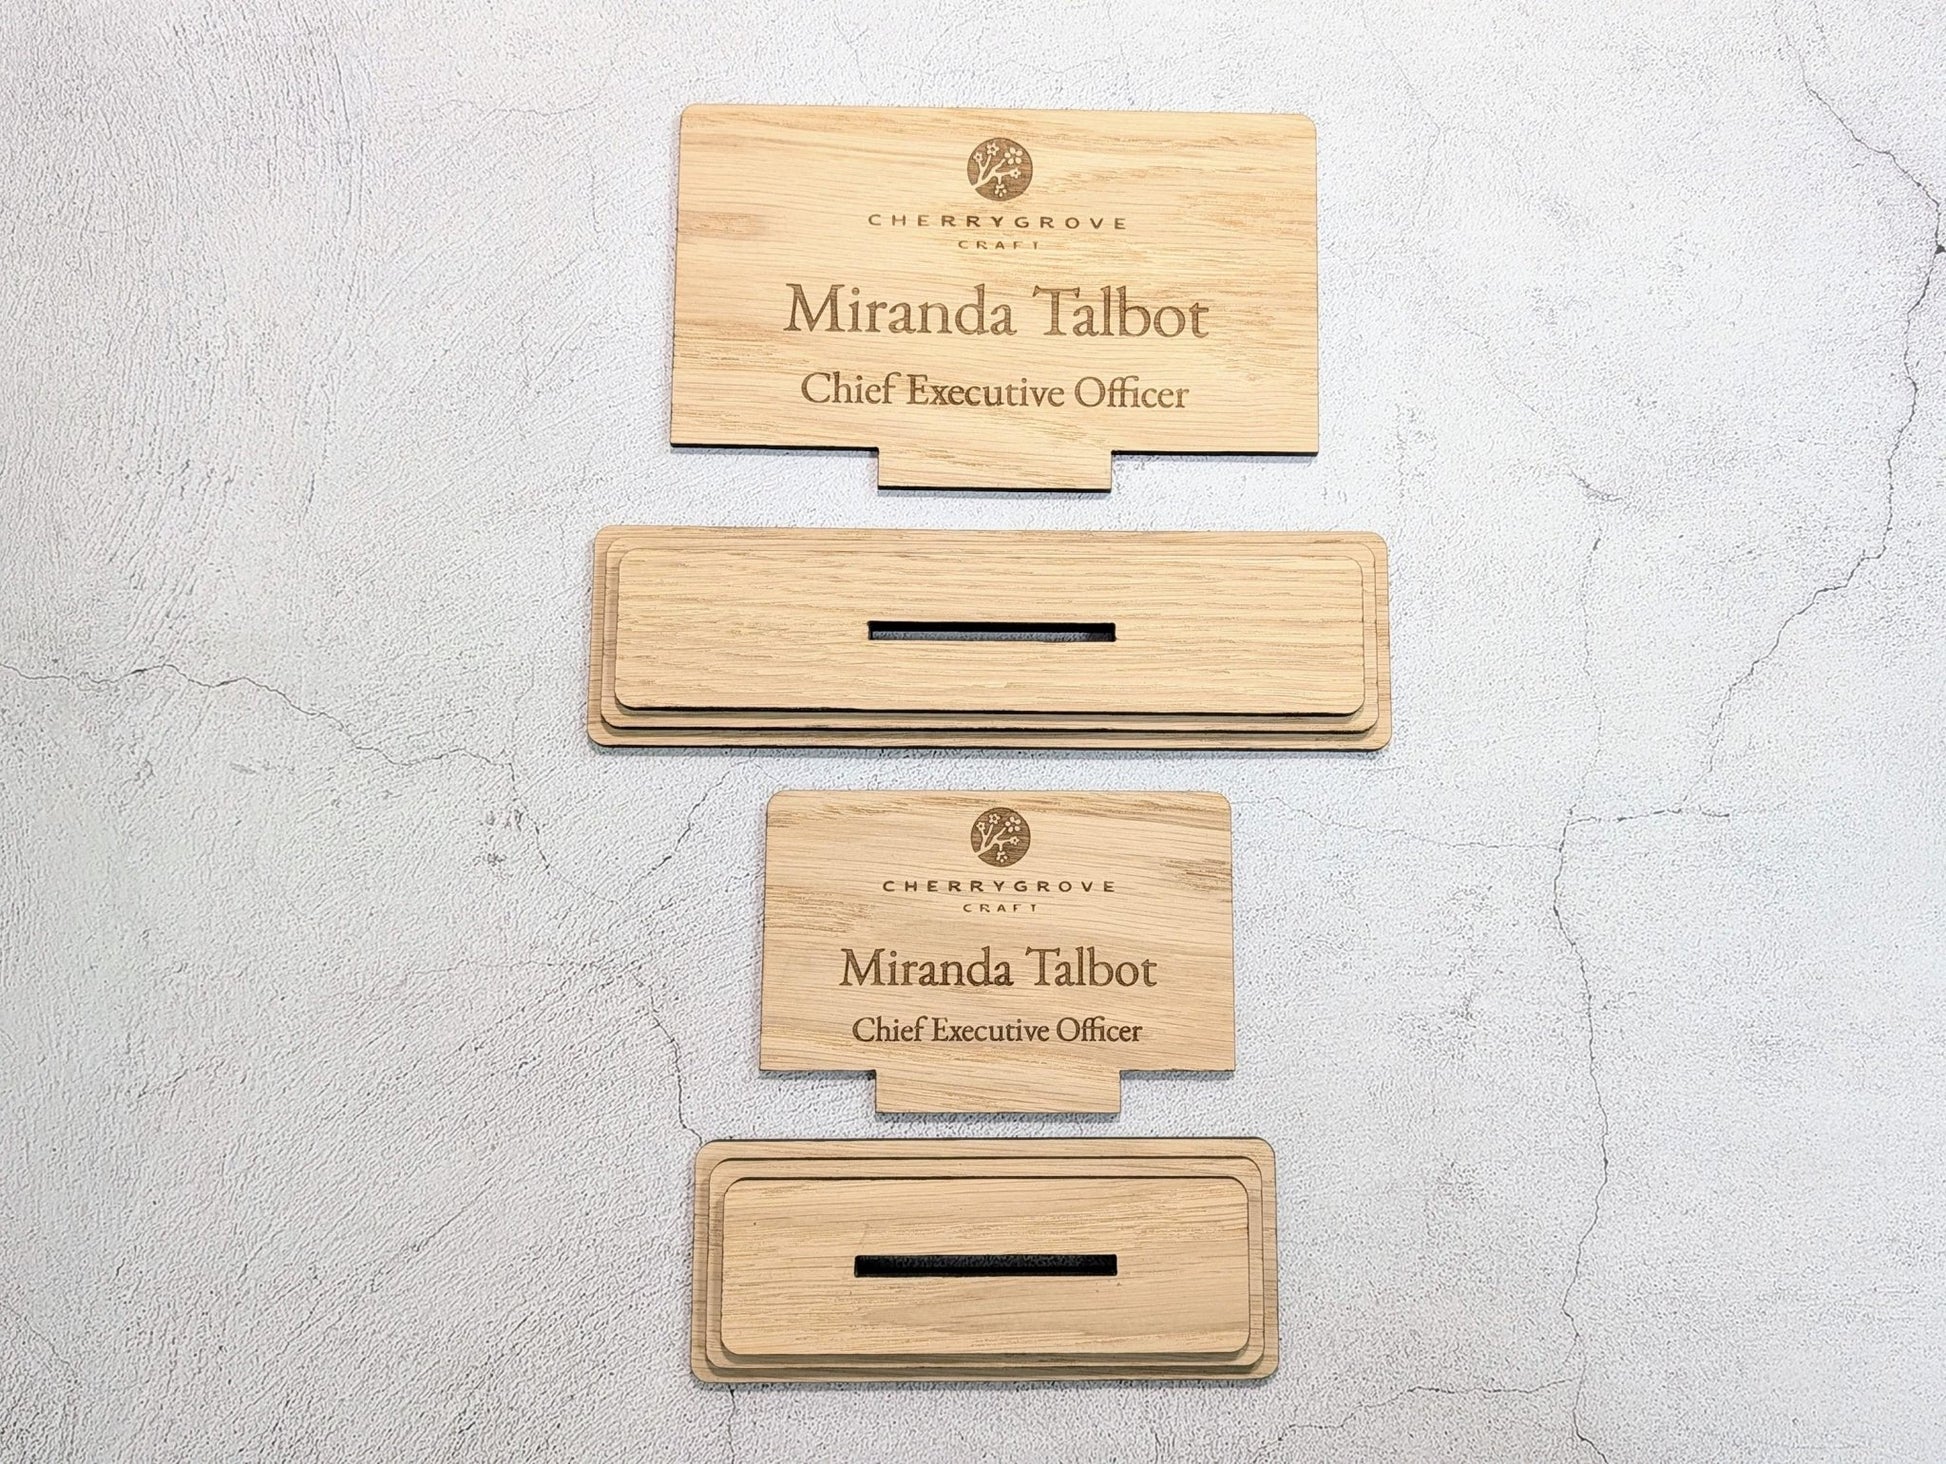 CHERRYGROVE
CRAFT
Miranda Talbot
Chief Executive Officer
CHERRYGROVE
CRAFT
Miranda Talbot
Chief Executive Officer